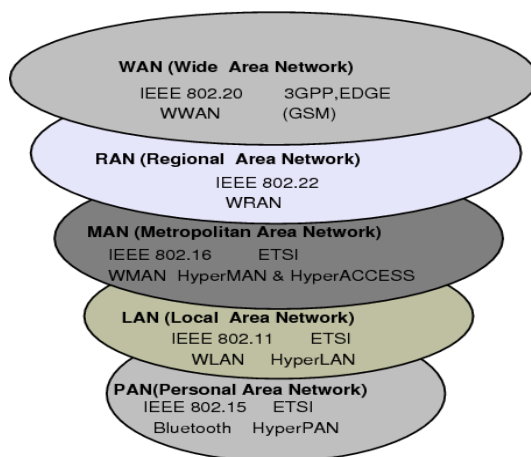 WAN (Wide Area Network)
IEEE 802.20 3GPP,EDGE
WWAN (GSM)
RAN (Regional Area Network)
IEEE 802.22
WRAN
MAN (Metropolitan Area Network)
IEEE 802.16 ETSI
WMAN HyperMAN & HyperACCESS
LAN (Local Area Network)
IEEE 802.11 ETSI
WLAN HyperLAN
PAN(Personal Area Network)
IEEE 802.15 ETSI
Bluetooth HyperPAN